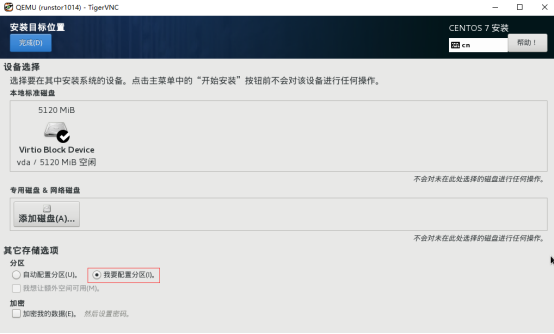 QEMU (runstor1014) - TigerVNC
安装目标位置
CENTOS 7 安装
完成(D)
cn
帮助！
设备选择
选择要在其中安装系统的设备。点击主菜单中的“开始安装”按钮前不会对该设备进行任何操作。
本地标准磁盘
5120 MiB
Virtio Block Device
vda / 5120 MiB 空闲
不会对未在此处选择的磁盘进行任何操作。
专用磁盘 & 网络磁盘
添加磁盘(A)...
不会对未在此处选择的磁盘进行任何操作。
其它存储选项
分区
自动配置分区(U)。
我要配置分区(I)。
我想让额外空间可用(M)。
加密
加密我的数据(E)。 然后设置密码。